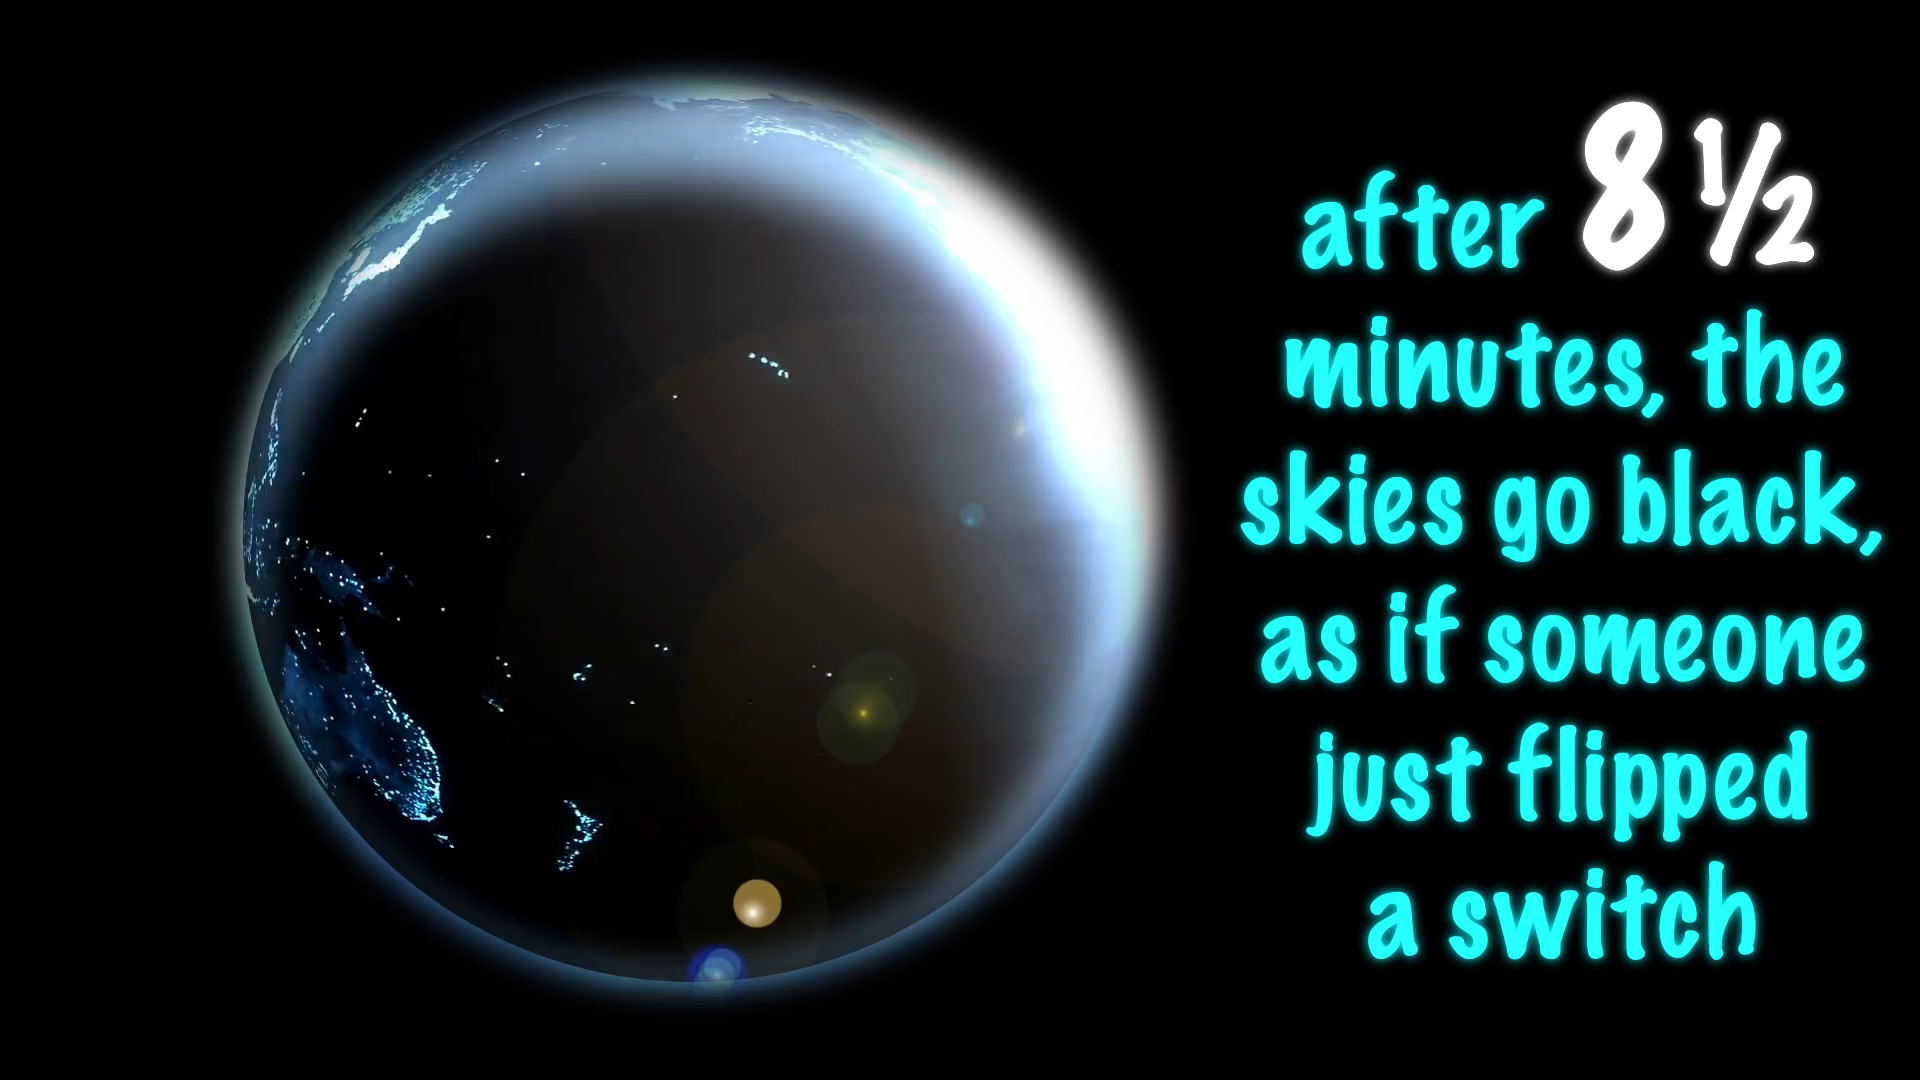 after 8½
minutes, the
skies go black,
as if someone
just flipped
a switch